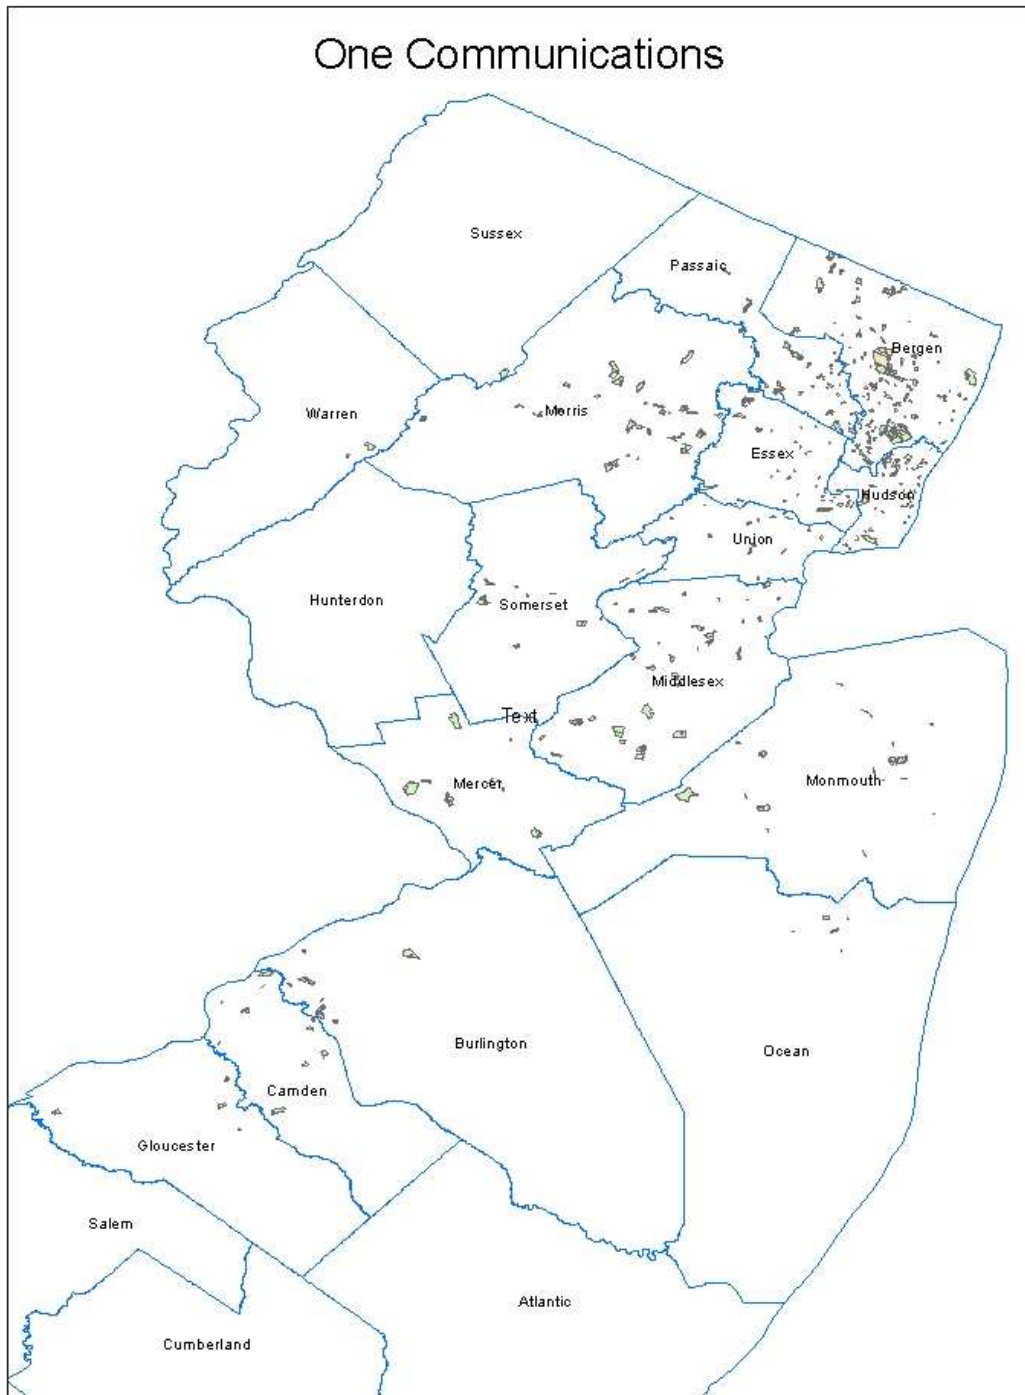 One Communications
Sussex
Passaic
Bergen
Warren
Morris
Essex
Hudson
Union
Hunterdon
Somerset
Middlesex
Text
Mercer
Monmouth
Burlington
Ocean
Camden
Gloucester
Salem
Atlantic
Cumberland